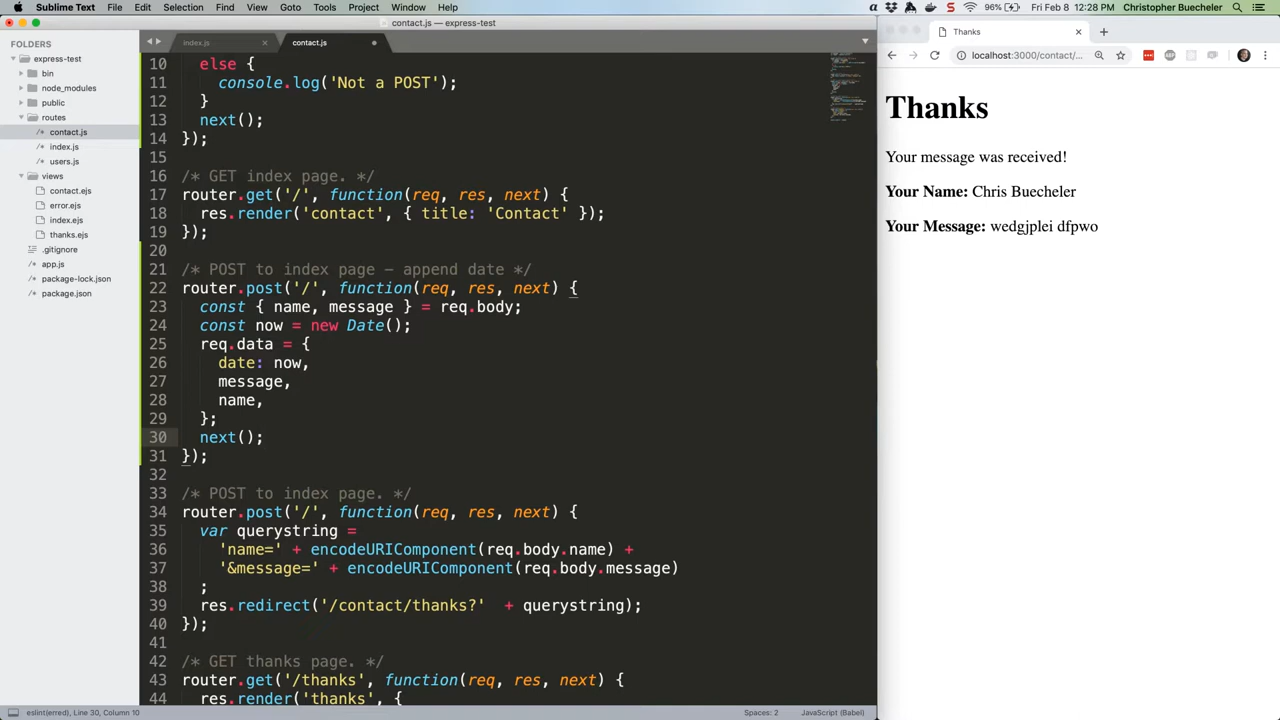 Sublime Text File Edit Selection Find View Goto Tools Project Window Help
96% Fri Feb 8 12:28 PM Christopher Buecheler
contact.js — express-test
FOLDERS
express-test
bin
node_modules
public
routes
contact.js
index.js
users.js
views
contact.ejs
error.ejs
index.ejs
thanks.ejs
.gitignore
app.js
package-lock.json
package.json
index.js × contact.js
10 else {
11 console.log('Not a POST');
12 }
13 next();
14 });
15
16 /* GET index page. */
17 router.get('/', function(req, res, next) {
18 res.render('contact', { title: 'Contact' });
19 });
20
21 /* POST to index page – append date */
22 router.post('/', function(req, res, next) {
23 const { name, message } = req.body;
24 const now = new Date();
25 req.data = {
26 date: now,
27 message,
28 name,
29 };
30 next();
31 });
32
33 /* POST to index page. */
34 router.post('/', function(req, res, next) {
35 var querystring =
36 'name=' + encodeURIComponent(req.body.name) +
37 '&message=' + encodeURIComponent(req.body.message)
38 ;
39 res.redirect('/contact/thanks?' + querystring);
40 });
41
42 /* GET thanks page. */
43 router.get('/thanks', function(req, res, next) {
44 res.render('thanks', {
eslint(erred), Line 30, Column 10 Spaces: 2 JavaScript (Babel)
Thanks ×
localhost:3000/contact/...
Thanks
Your message was received!
Your Name: Chris Buecheler
Your Message: wedgjplei dfpwo